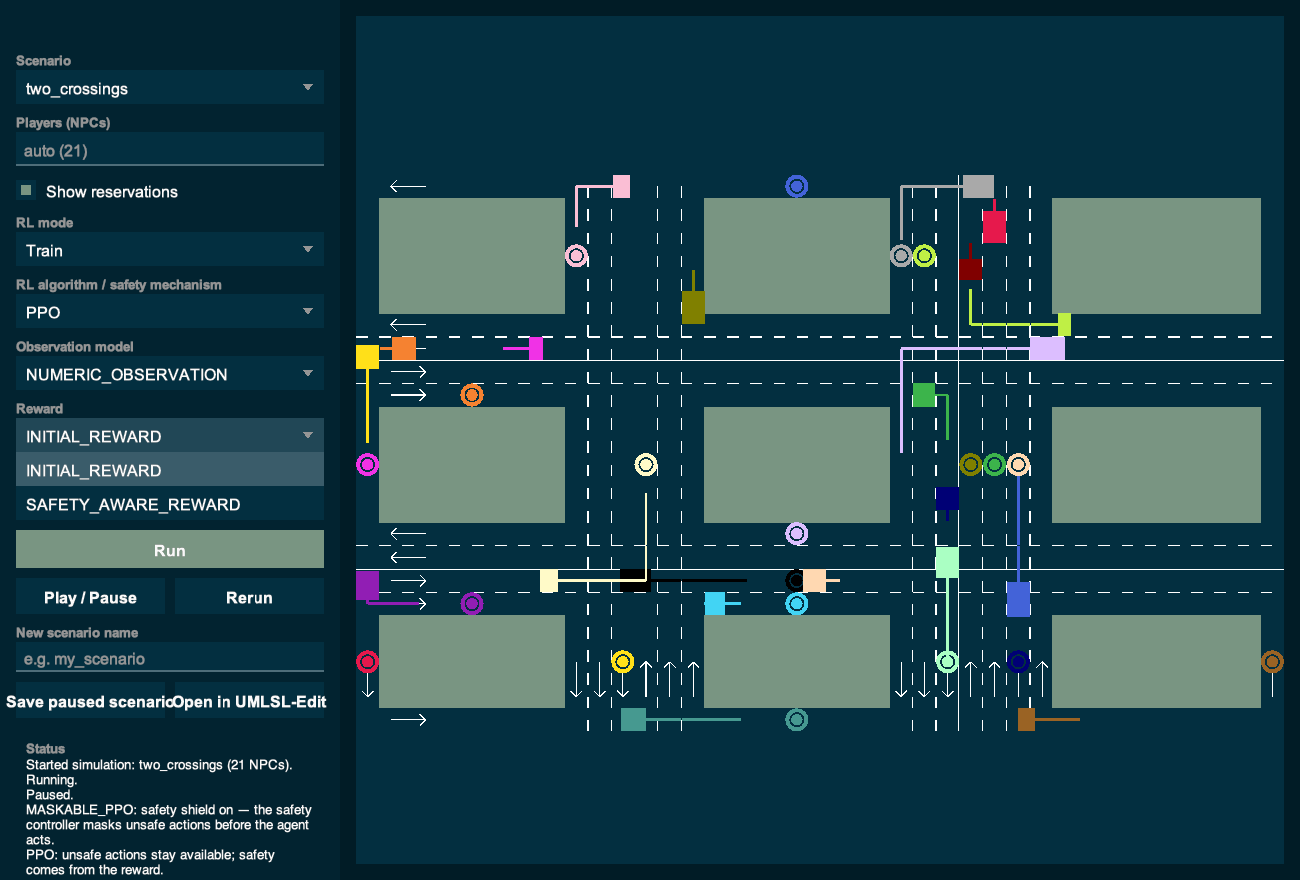 Scenario
two_crossings
Players (NPCs)
auto (21)
Show reservations
RL mode
Train
RL algorithm / safety mechanism
PPO
Observation model
NUMERIC_OBSERVATION
Reward
INITIAL_REWARD
INITIAL_REWARD
SAFETY_AWARE_REWARD
Run
Play / Pause
Rerun
New scenario name
e.g. my_scenario
Save paused scenario
Open in UMLSL-Edit
Status
Started simulation: two_crossings (21 NPCs).
Running.
Paused.
MASKABLE_PPO: safety shield on — the safety
controller masks unsafe actions before the agent
acts.
PPO: unsafe actions stay available; safety
comes from the reward.